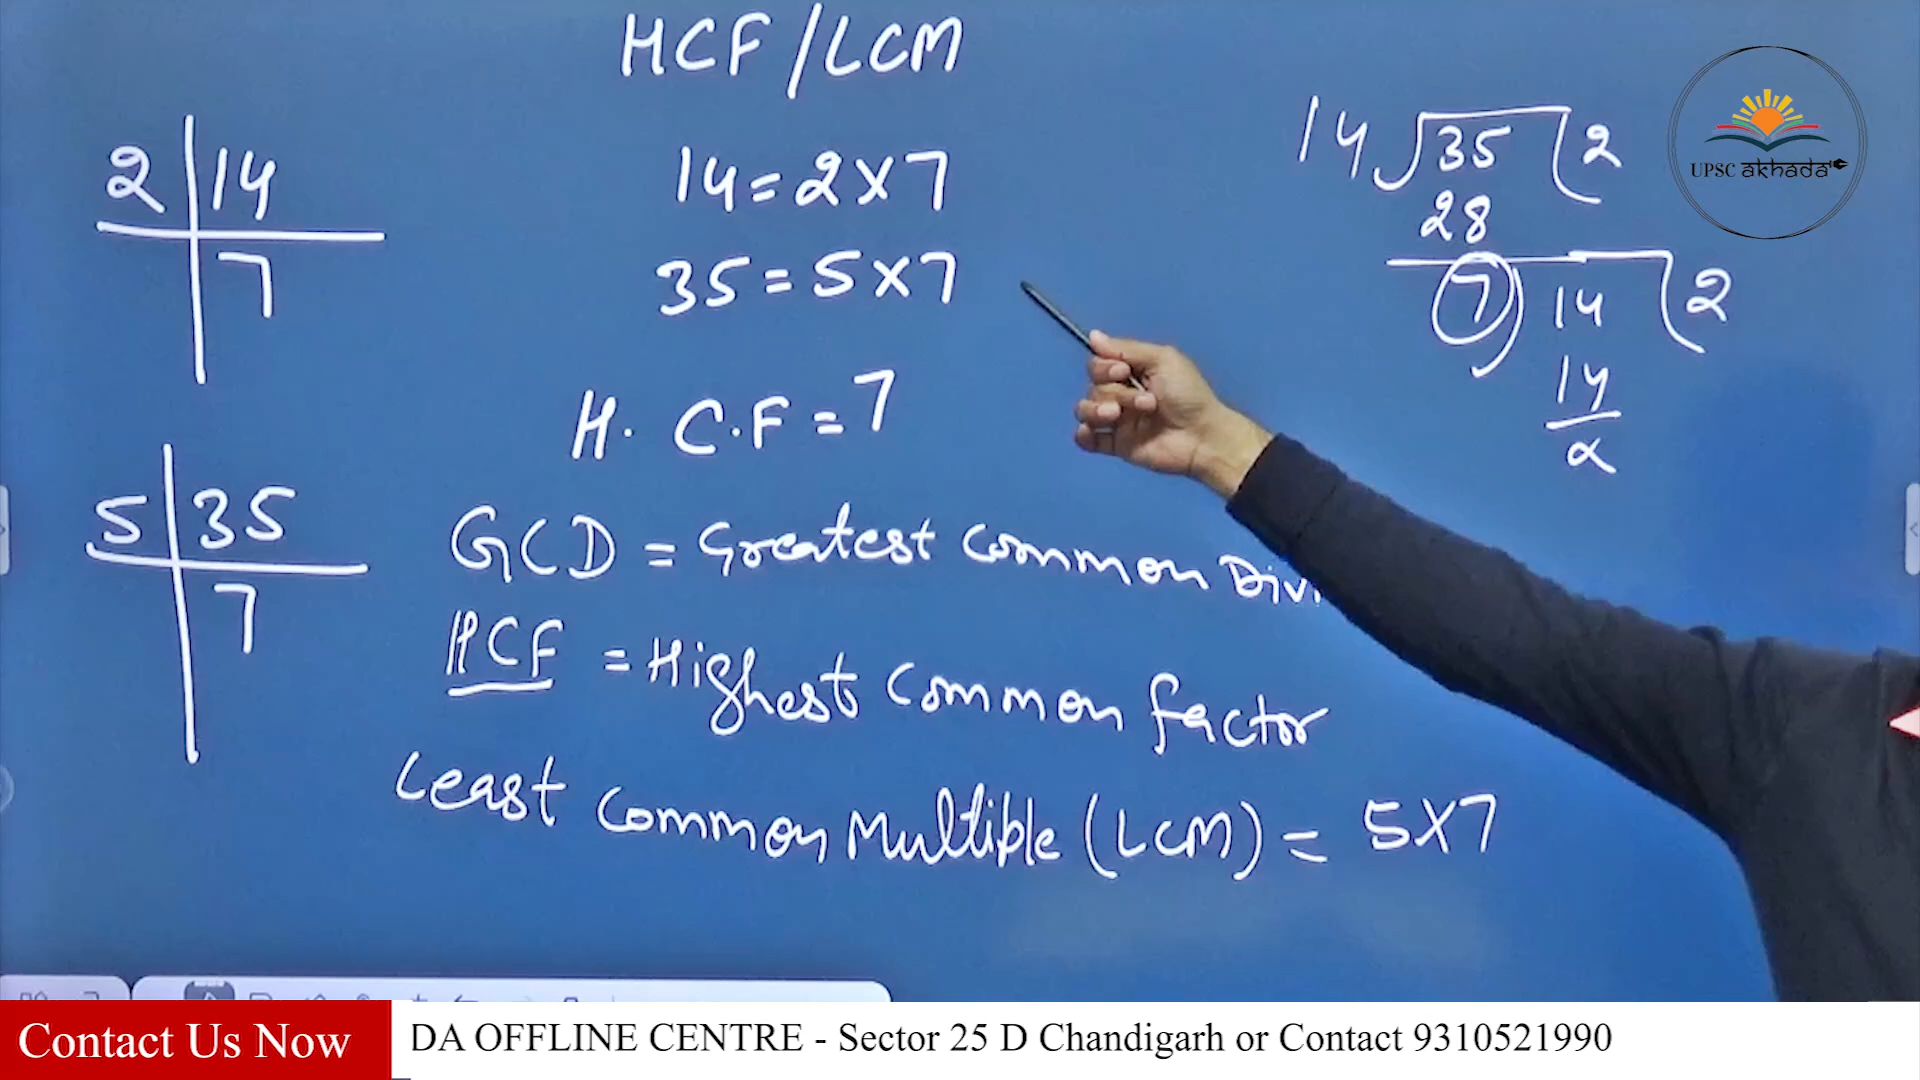 HCF/LCM
2 14
7
14=2×7
35=5×7
H.C.F=7
5 35
7
GCD = Greatest Common Divi
HCF = Highest Common factor
Least Common Multiple (LCM) = 5×7
14 35 2
28
7) 14 2
14
UPSC akhada
Contact Us Now
DA OFFLINE CENTRE - Sector 25 D Chandigarh or Contact 9310521990